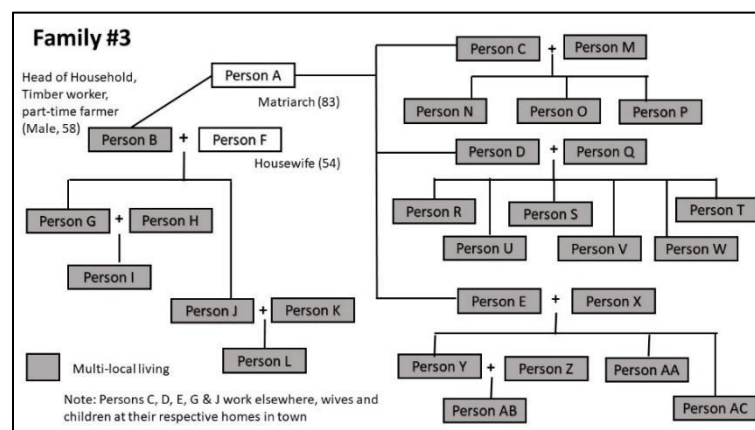 Family #3
Head of Household,
Timber worker,
part-time farmer
(Male, 58)
Person A
Matriarch (83)
Person B + Person F
Housewife (54)
Person G + Person H
Person I
Person J + Person K
Person L
Person C + Person M
Person N Person O Person P
Person D + Person Q
Person R Person S Person T
Person U Person V Person W
Person E + Person X
Person Y + Person Z Person AA
Person AB Person AC
Multi-local living
Note: Persons C, D, E, G & J work elsewhere, wives and
children at their respective homes in town